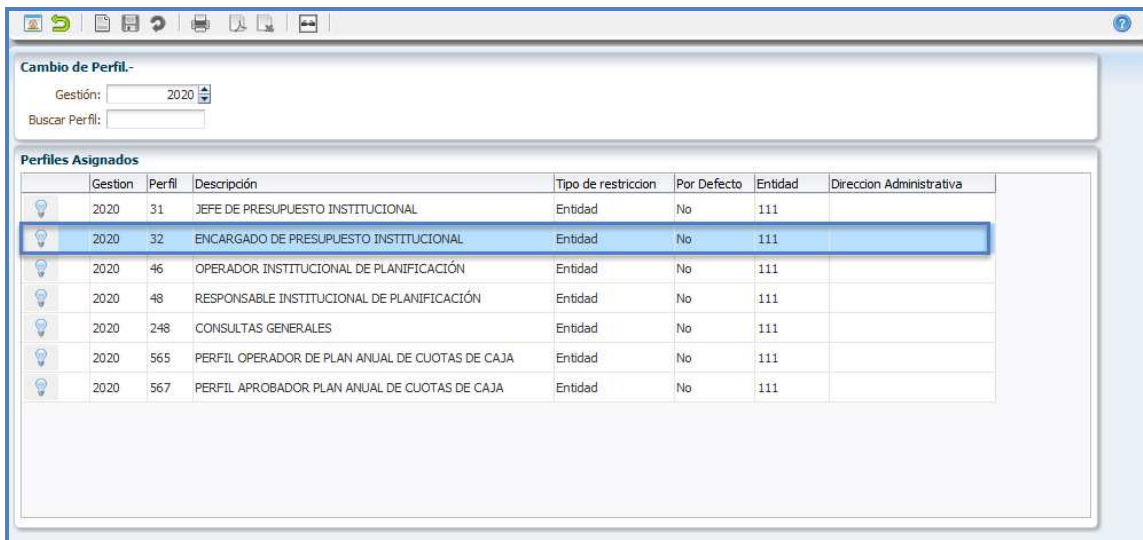 Cambio de Perfil.-
Gestión: 2020
Buscar Perfil:
Perfiles Asignados
Gestion Perfil Descripción Tipo de restriccion Por Defecto Entidad Direccion Administrativa
2020 31 JEFE DE PRESUPUESTO INSTITUCIONAL Entidad No 111
2020 32 ENCARGADO DE PRESUPUESTO INSTITUCIONAL Entidad No 111
2020 46 OPERADOR INSTITUCIONAL DE PLANIFICACIÓN Entidad No 111
2020 48 RESPONSABLE INSTITUCIONAL DE PLANIFICACIÓN Entidad No 111
2020 248 CONSULTAS GENERALES Entidad No 111
2020 565 PERFIL OPERADOR DE PLAN ANUAL DE CUOTAS DE CAJA Entidad No 111
2020 567 PERFIL APROBADOR PLAN ANUAL DE CUOTAS DE CAJA Entidad No 111